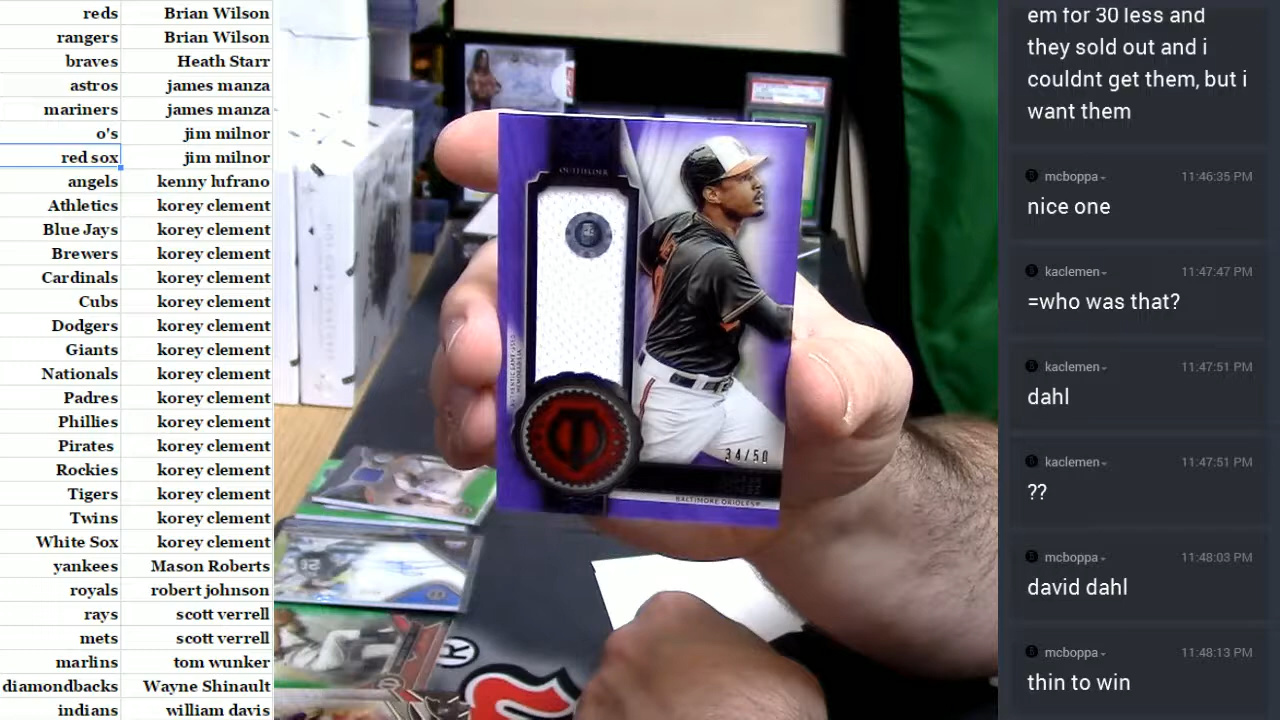 reds Brian Wilson
rangers Brian Wilson
braves Heath Starr
astros james manza
mariners james manza
o's jim milnor
red sox jim milnor
angels kenny lufrano
Athletics korey clement
Blue Jays korey clement
Brewers korey clement
Cardinals korey clement
Cubs korey clement
Dodgers korey clement
Giants korey clement
Nationals korey clement
Padres korey clement
Phillies korey clement
Pirates korey clement
Rockies korey clement
Tigers korey clement
Twins korey clement
White Sox korey clement
yankees Mason Roberts
royals robert johnson
rays scott verrell
mets scott verrell
marlins tom wunker
diamondbacks Wayne Shinault
indians william davis
OUTFIELDER
AUTHENTIC GAME-USED
MEMORABILIA
34/50
BALTIMORE ORIOLES
em for 30 less and
they sold out and i
couldnt get them, but i
want them
mcboppa 11:46:35 PM
nice one
kaclemen 11:47:47 PM
=who was that?
kaclemen 11:47:51 PM
dahl
kaclemen 11:47:51 PM
??
mcboppa 11:48:03 PM
david dahl
mcboppa 11:48:13 PM
thin to win